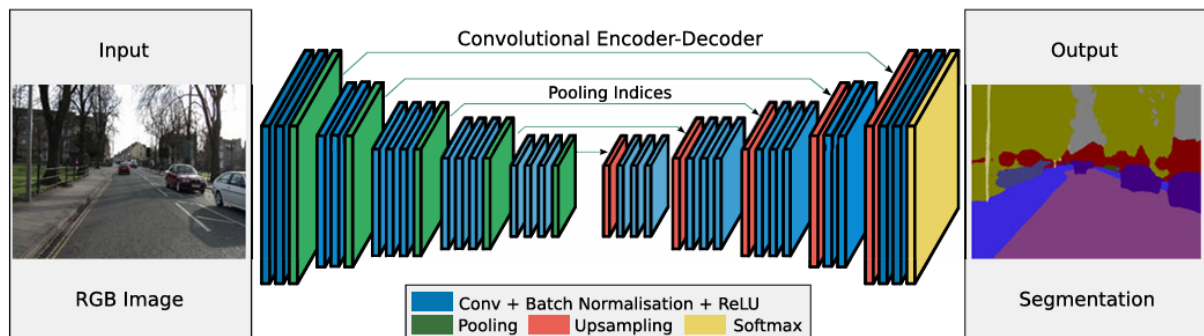 Input
Convolutional Encoder-Decoder
Output
Pooling Indices
RGB Image
Segmentation
Conv + Batch Normalisation + ReLU
Pooling Upsampling Softmax